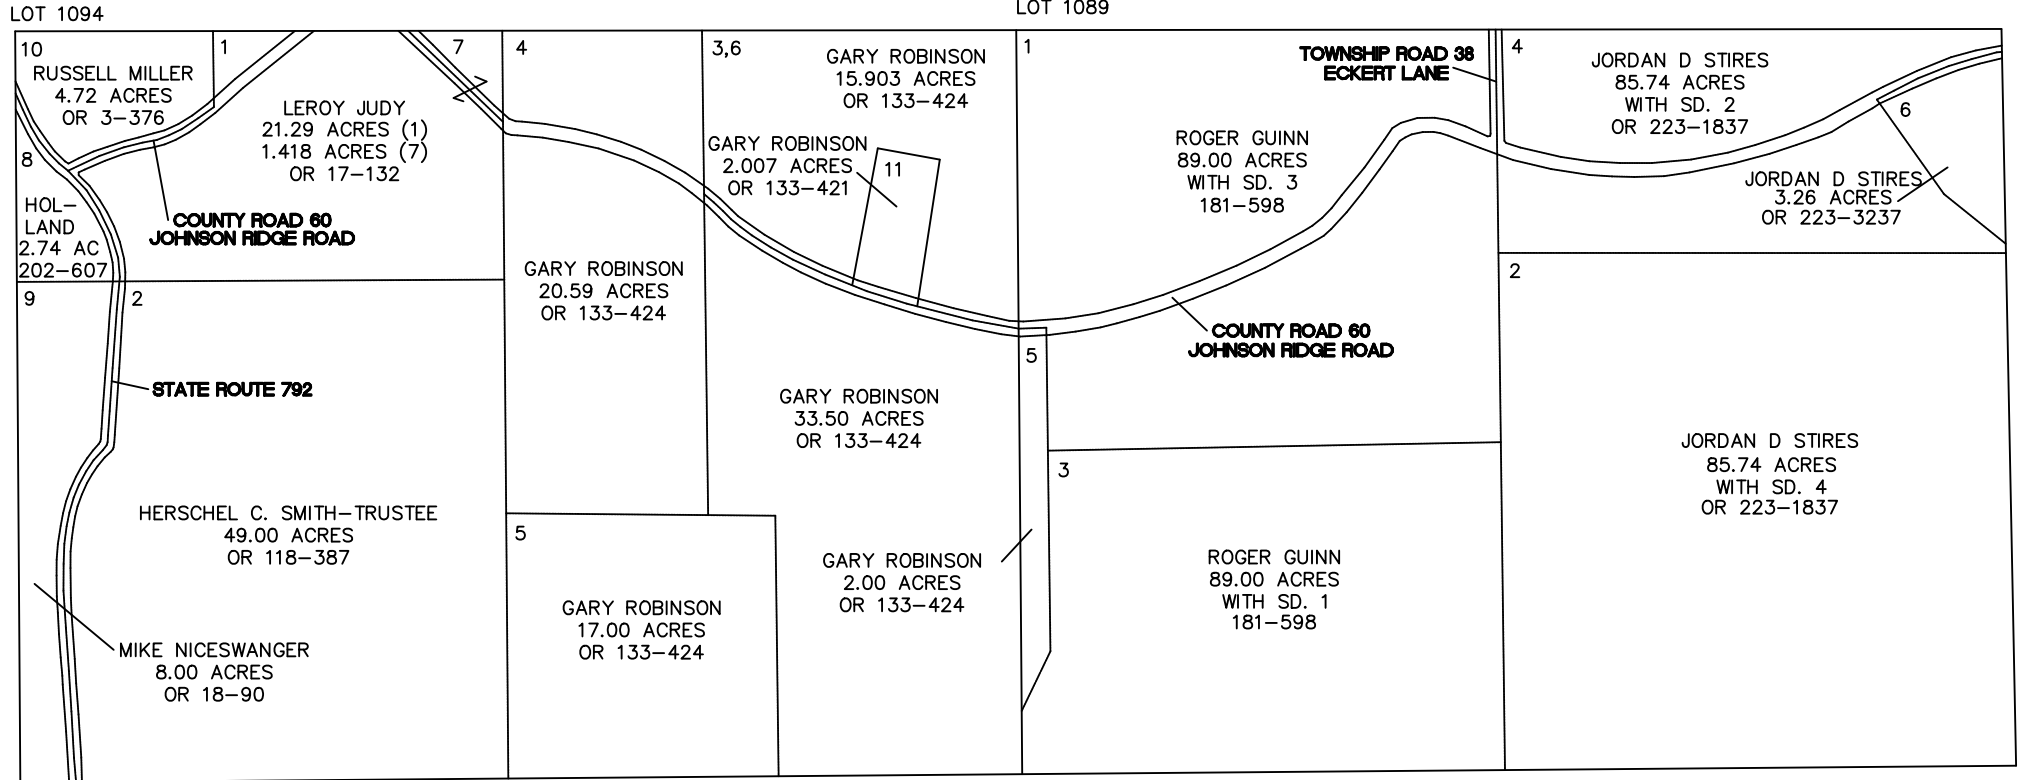 LOT 1094
LOT 1089
10
RUSSELL MILLER
4.72 ACRES
OR 3-376
1
LEROY JUDY
21.29 ACRES (1)
1.418 ACRES (7)
OR 17-132
7
8
HOL-
LAND
2.74 AC
202-607
COUNTY ROAD 60
JOHNSON RIDGE ROAD
9
2
STATE ROUTE 792
HERSCHEL C. SMITH-TRUSTEE
49.00 ACRES
OR 118-387
MIKE NICESWANGER
8.00 ACRES
OR 18-90
4
GARY ROBINSON
20.59 ACRES
OR 133-424
5
GARY ROBINSON
17.00 ACRES
OR 133-424
3,6
GARY ROBINSON
15.903 ACRES
OR 133-424
GARY ROBINSON
2.007 ACRES
OR 133-421
11
GARY ROBINSON
33.50 ACRES
OR 133-424
GARY ROBINSON
2.00 ACRES
OR 133-424
1
TOWNSHIP ROAD 38
ECKERT LANE
ROGER GUINN
89.00 ACRES
WITH SD. 3
181-598
COUNTY ROAD 60
JOHNSON RIDGE ROAD
5
3
ROGER GUINN
89.00 ACRES
WITH SD. 1
181-598
4
JORDAN D STIRES
85.74 ACRES
WITH SD. 2
OR 223-1837
6
JORDAN D STIRES
3.26 ACRES
OR 223-3237
2
JORDAN D STIRES
85.74 ACRES
WITH SD. 4
OR 223-1837